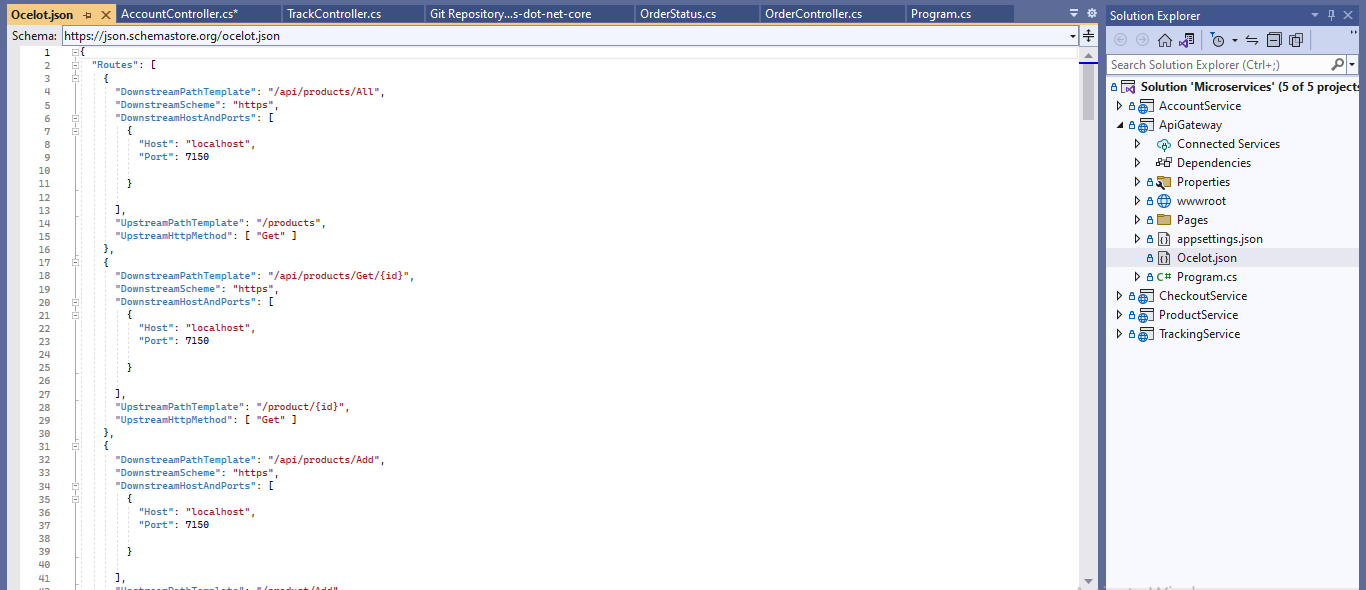 Ocelot.json
AccountController.cs*
TrackController.cs
Git Repository...s-dot-net-core
OrderStatus.cs
OrderController.cs
Program.cs
Schema: https://json.schemastore.org/ocelot.json
1 {
2 "Routes": [
3 {
4 "DownstreamPathTemplate": "/api/products/All",
5 "DownstreamScheme": "https",
6 "DownstreamHostAndPorts": [
7 {
8 "Host": "localhost",
9 "Port": 7150
10
11 }
12
13 ],
14 "UpstreamPathTemplate": "/products",
15 "UpstreamHttpMethod": [ "Get" ]
16 },
17 {
18 "DownstreamPathTemplate": "/api/products/Get/{id}",
19 "DownstreamScheme": "https",
20 "DownstreamHostAndPorts": [
21 {
22 "Host": "localhost",
23 "Port": 7150
24
25 }
26
27 ],
28 "UpstreamPathTemplate": "/product/{id}",
29 "UpstreamHttpMethod": [ "Get" ]
30 },
31 {
32 "DownstreamPathTemplate": "/api/products/Add",
33 "DownstreamScheme": "https",
34 "DownstreamHostAndPorts": [
35 {
36 "Host": "localhost",
37 "Port": 7150
38
39 }
40
41 ],
"UpstreamPathTemplate": "/product/Add"
Solution Explorer
Search Solution Explorer (Ctrl+;)
Solution 'Microservices' (5 of 5 projects
AccountService
ApiGateway
Connected Services
Dependencies
Properties
wwwroot
Pages
appsettings.json
Ocelot.json
C# Program.cs
CheckoutService
ProductService
TrackingService